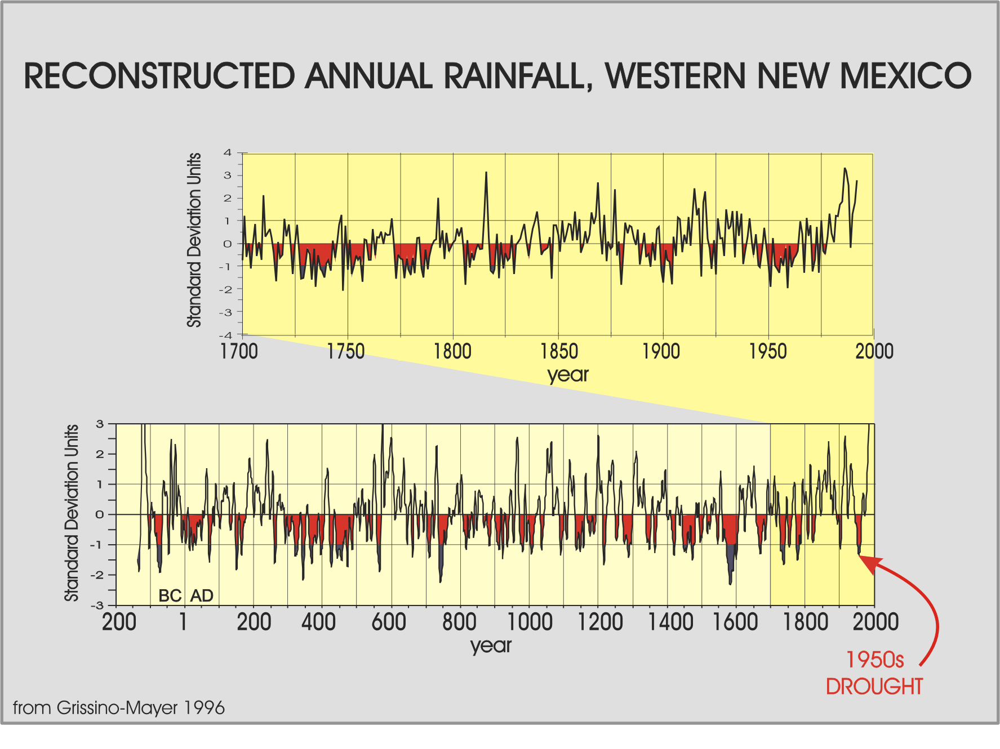 RECONSTRUCTED ANNUAL RAINFALL, WESTERN NEW MEXICO
Standard Deviation Units
4
3
2
1
0
-1
-2
-3
-4
1700 1750 1800 1850 1900 1950 2000
year
Standard Deviation Units
3
2
1
0
-1
-2
-3
BC AD
200 1 200 400 600 800 1000 1200 1400 1600 1800 2000
year
1950s
DROUGHT
from Grissino-Mayer 1996